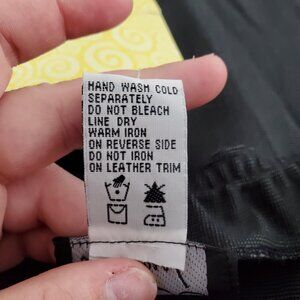 HAND WASH COLD
SEPARATELY
DO NOT BLEACH
LINE DRY
WARM IRON
ON REVERSE SIDE
DO NOT IRON
ON LEATHER TRIM